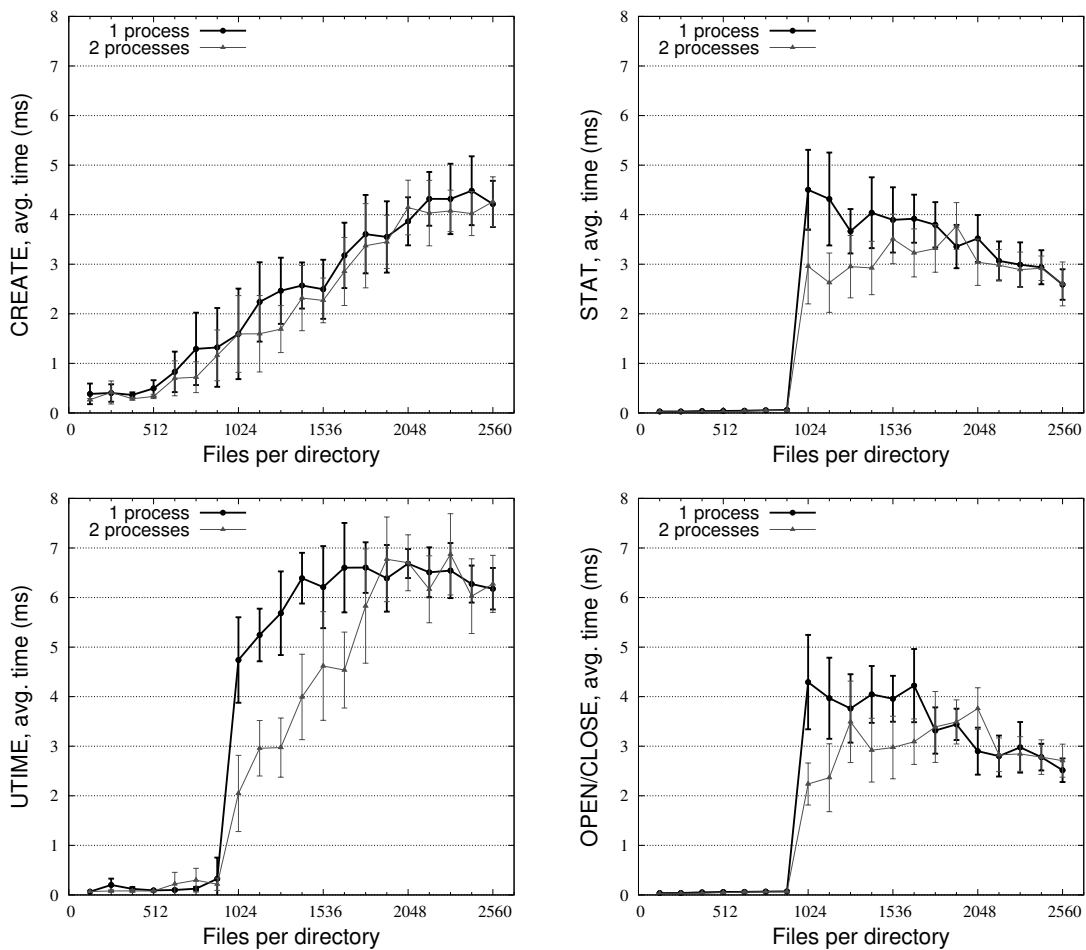 8
7
6
5
4
3
2
1
0
CREATE, avg. time (ms)
1 process
2 processes
0 512 1024 1536 2048 2560
Files per directory
8
7
6
5
4
3
2
1
0
STAT, avg. time (ms)
1 process
2 processes
0 512 1024 1536 2048 2560
Files per directory
8
7
6
5
4
3
2
1
0
UTIME, avg. time (ms)
1 process
2 processes
0 512 1024 1536 2048 2560
Files per directory
8
7
6
5
4
3
2
1
0
OPEN/CLOSE, avg. time (ms)
1 process
2 processes
0 512 1024 1536 2048 2560
Files per directory